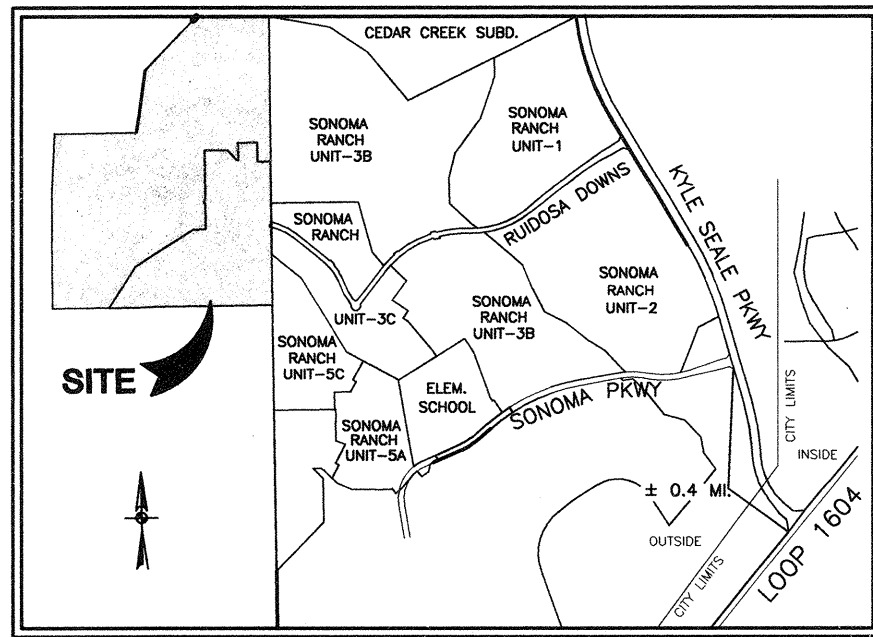 CEDAR CREEK SUBD.
SONOMA
RANCH
UNIT-3B
SONOMA
RANCH
UNIT-1
KYLE SEALE PKWY
RUIDOSA DOWNS
SONOMA
RANCH
SONOMA
RANCH
UNIT-2
SONOMA
RANCH
UNIT-3B
UNIT-3C
SONOMA
RANCH
UNIT-5C
SITE
ELEM.
SCHOOL
SONOMA PKWY
SONOMA
RANCH
UNIT-5A
CITY LIMITS
INSIDE
± 0.4 MI.
OUTSIDE
CITY LIMITS
LOOP 1604